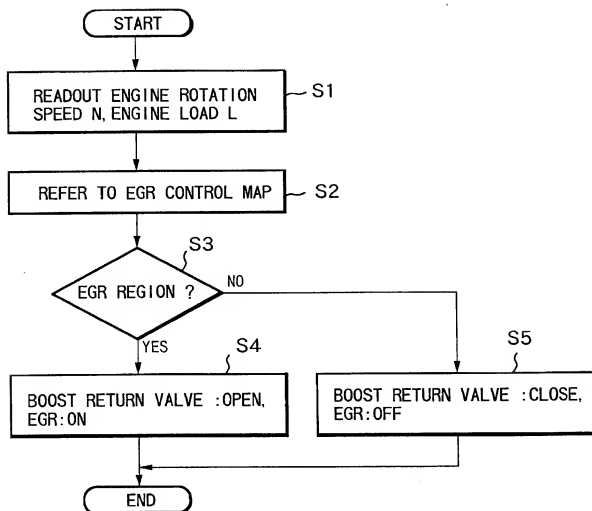 START
READOUT ENGINE ROTATION
SPEED N, ENGINE LOAD L
S1
REFER TO EGR CONTROL MAP
S2
S3
EGR REGION ?
NO
YES
S4
BOOST RETURN VALVE :OPEN,
EGR:ON
S5
BOOST RETURN VALVE :CLOSE,
EGR:OFF
END